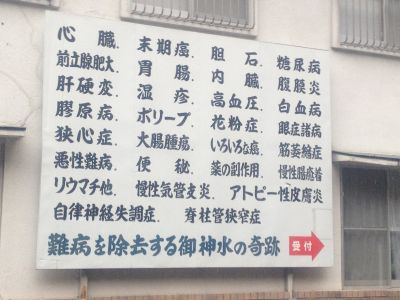 心臓. 末期癌. 胆石. 糖尿病
前立腺肥大. 胃腸. 内臓. 腹膜炎
肝硬変. 湿疹. 高血圧. 白血病
膠原病. ポリープ. 花粉症. 眼症諸病
狭心症. 大腸腫瘍. いろいろな癌. 筋萎縮症
悪性難病. 便秘. 薬の副作用. 慢性腸癌着
リウマチ他. 慢性気管支炎. アトピー性皮膚炎
自律神経失調症. 脊柱管狭窄症
難病を除去する御神水の奇跡 受付